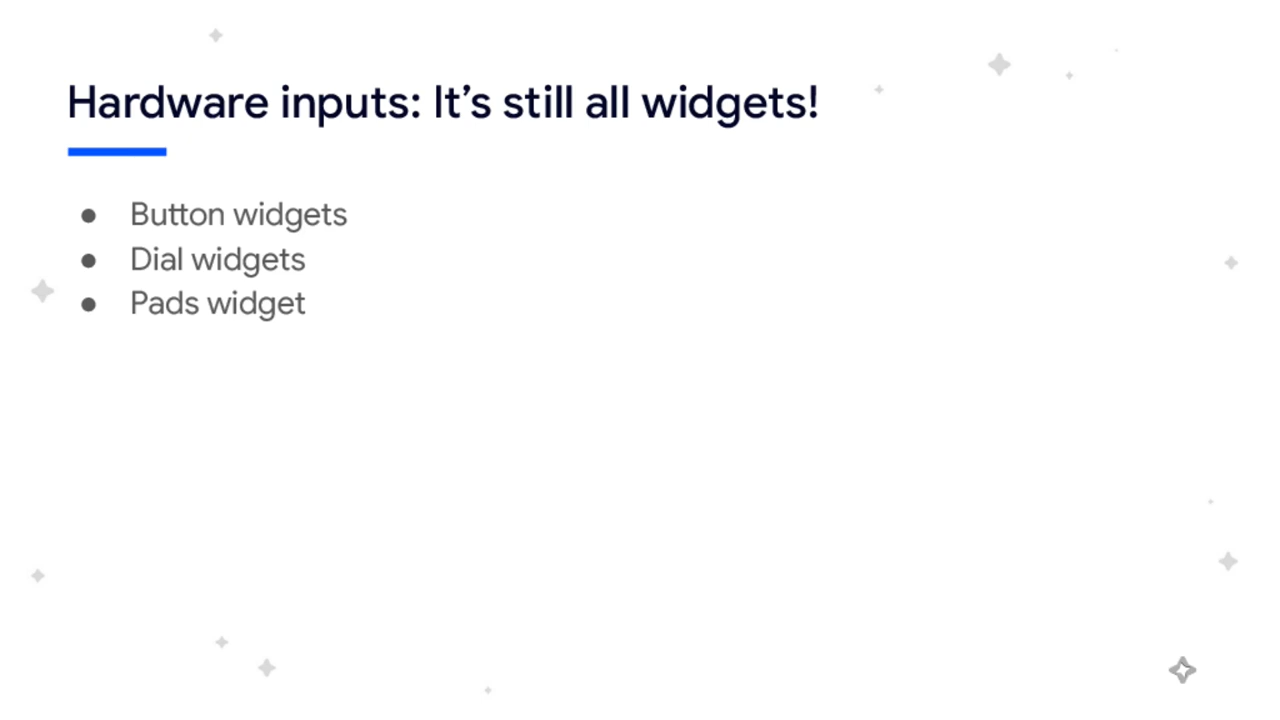 Hardware inputs: It’s still all widgets!
● Button widgets
● Dial widgets
● Pads widget